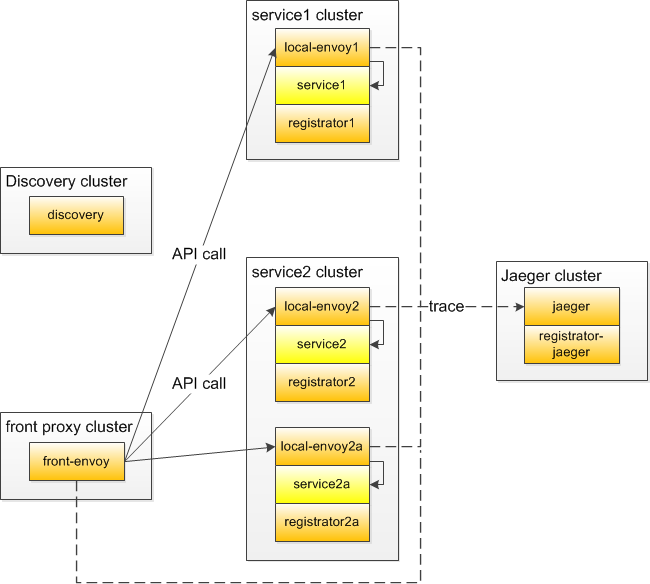 service1 cluster
local-envoy1
service1
registrator1
Discovery cluster
discovery
API call
service2 cluster
local-envoy2
service2
registrator2
trace
Jaeger cluster
jaeger
registrator-
jaeger
API call
front proxy cluster
front-envoy
local-envoy2a
service2a
registrator2a